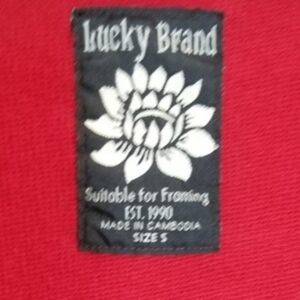 Lucky Brand
Suitable for Framing
EST. 1990
MADE IN CAMBODIA
SIZE S